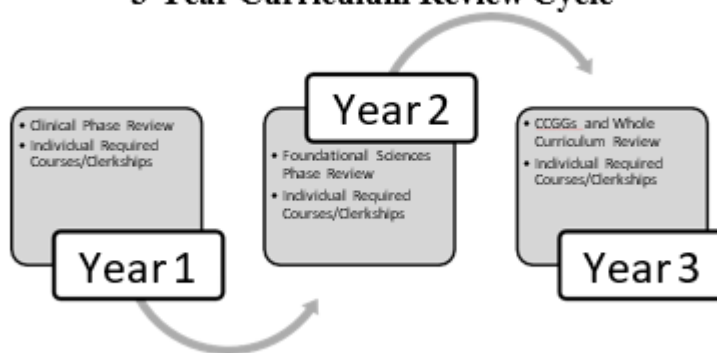 3-Year Curriculum Review Cycle
• Clinical Phase Review
• Individual Required
Courses/Clerkships
Year 1
Year 2
• Foundational Sciences
Phase Review
• Individual Required
Courses/Clerkships
• CCGGs and Whole
Curriculum Review
• Individual Required
Courses/Clerkships
Year 3